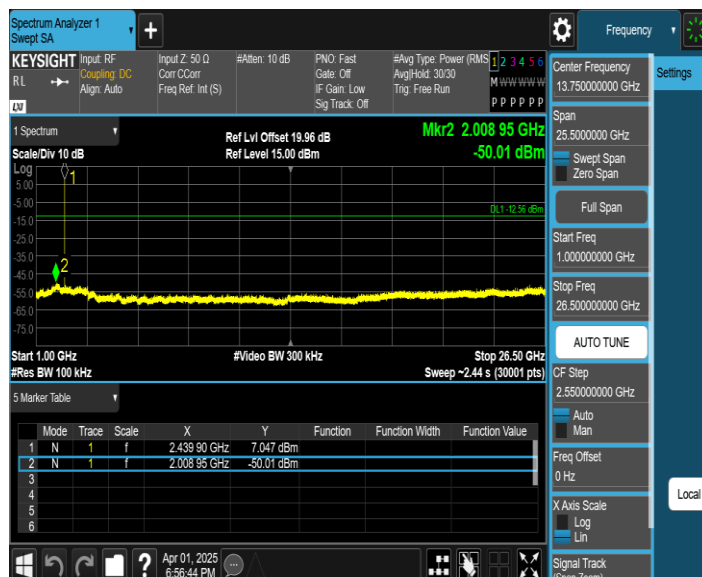 Spectrum Analyzer 1
Swept SA
Frequency
KEYSIGHT
RL
LXI
Input: RF
Coupling: DC
Align: Auto
Input Z: 50 Ω
Corr CCorr
Freq Ref: Int (S)
#Atten: 10 dB
PNO: Fast
Gate: Off
IF Gain: Low
Sig Track: Off
#Avg Type: Power (RMS
Avg|Hold: 30/30
Trig: Free Run
1 2 3 4 5 6
M W W W W W
P P P P P P
1 Spectrum
Scale/Div 10 dB
Ref Lvl Offset 19.96 dB
Ref Level 15.00 dBm
Mkr2 2.008 95 GHz
-50.01 dBm
Log
5.00
-5.00
-15.0
-25.0
-35.0
-45.0
-55.0
-65.0
-75.0
1
2
DL1 -12.56 dBm
Start 1.00 GHz
#Video BW 300 kHz
Stop 26.50 GHz
#Res BW 100 kHz
Sweep ~2.44 s (30001 pts)
5 Marker Table
Mode Trace Scale X Y Function Function Width Function Value
1 N 1 f 2.439 90 GHz 7.047 dBm
2 N 1 f 2.008 95 GHz -50.01 dBm
3
4
5
6
?
Apr 01, 2025
6:56:44 PM
Center Frequency
13.750000000 GHz
Settings
Span
25.5000000 GHz
Swept Span
Zero Span
Full Span
Start Freq
1.000000000 GHz
Stop Freq
26.500000000 GHz
AUTO TUNE
CF Step
2.550000000 GHz
Auto
Man
Freq Offset
0 Hz
Local
X Axis Scale
Log
Lin
Signal Track
(Span Zoom)